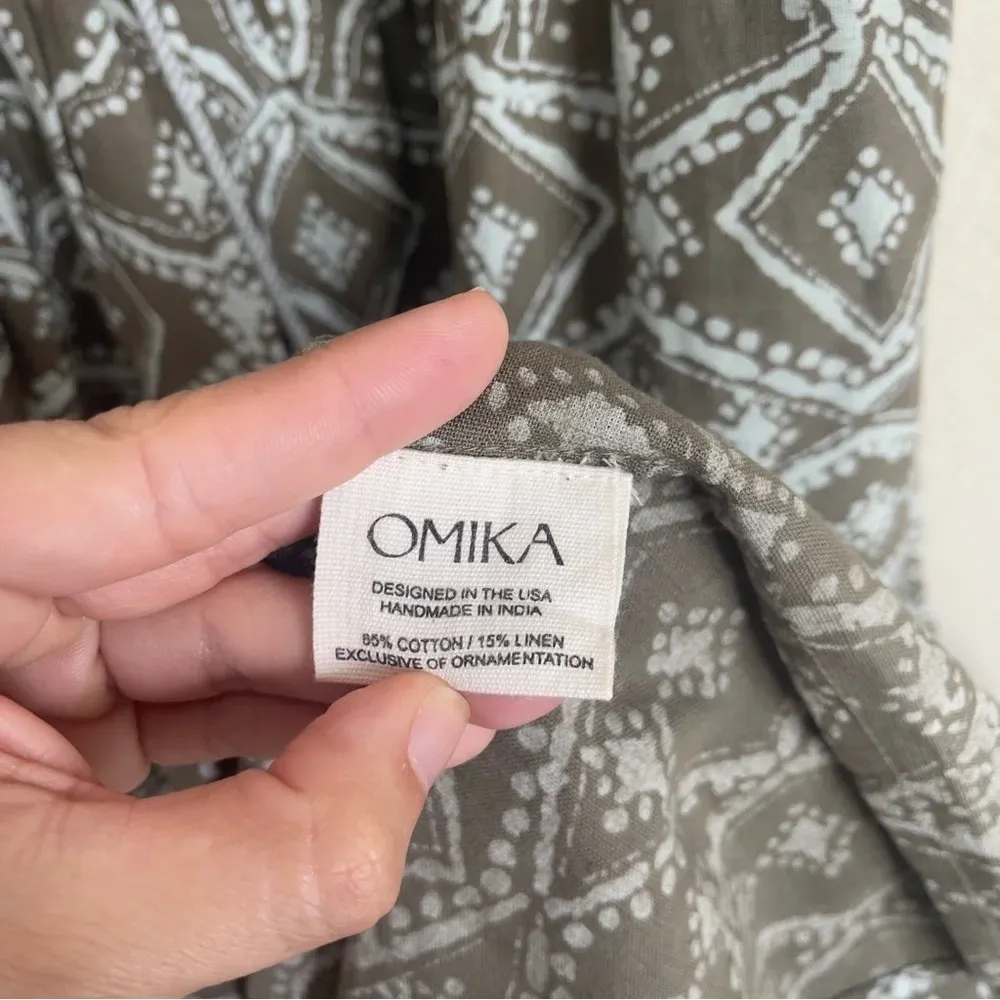 OMIKA
DESIGNED IN THE USA
HANDMADE IN INDIA
85% COTTON / 15% LINEN
EXCLUSIVE OF ORNAMENTATION